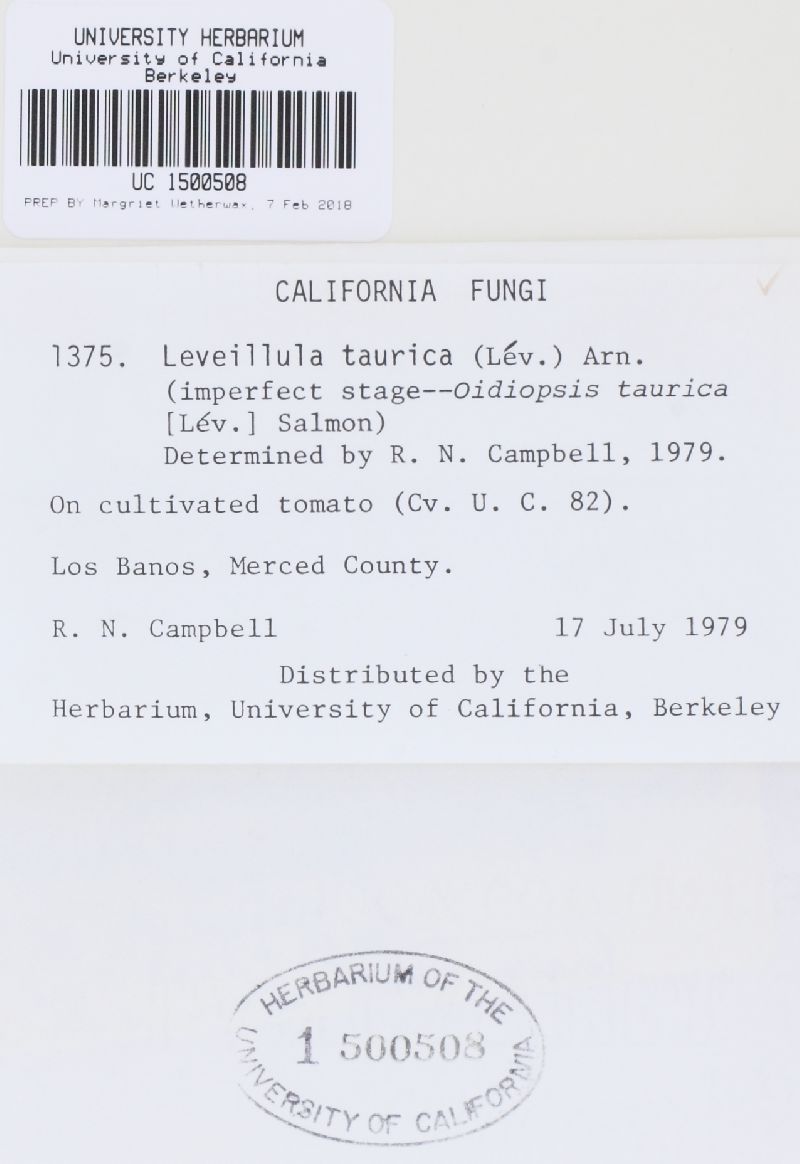 UNIVERSITY HERBARIUM
University of California
Berkeley
UC 1500508
PREP BY Margriet Wetherwax, 7 Feb 2018
CALIFORNIA FUNGI
1375. Leveillula taurica (Lév.) Arn.
(imperfect stage--Oidiopsis taurica
[Lév.] Salmon)
Determined by R. N. Campbell, 1979.
On cultivated tomato (Cv. U. C. 82).
Los Banos, Merced County.
R. N. Campbell 17 July 1979
Distributed by the
Herbarium, University of California, Berkeley
HERBARIUM OF THE
1 500508
UNIVERSITY OF CALIFORNIA